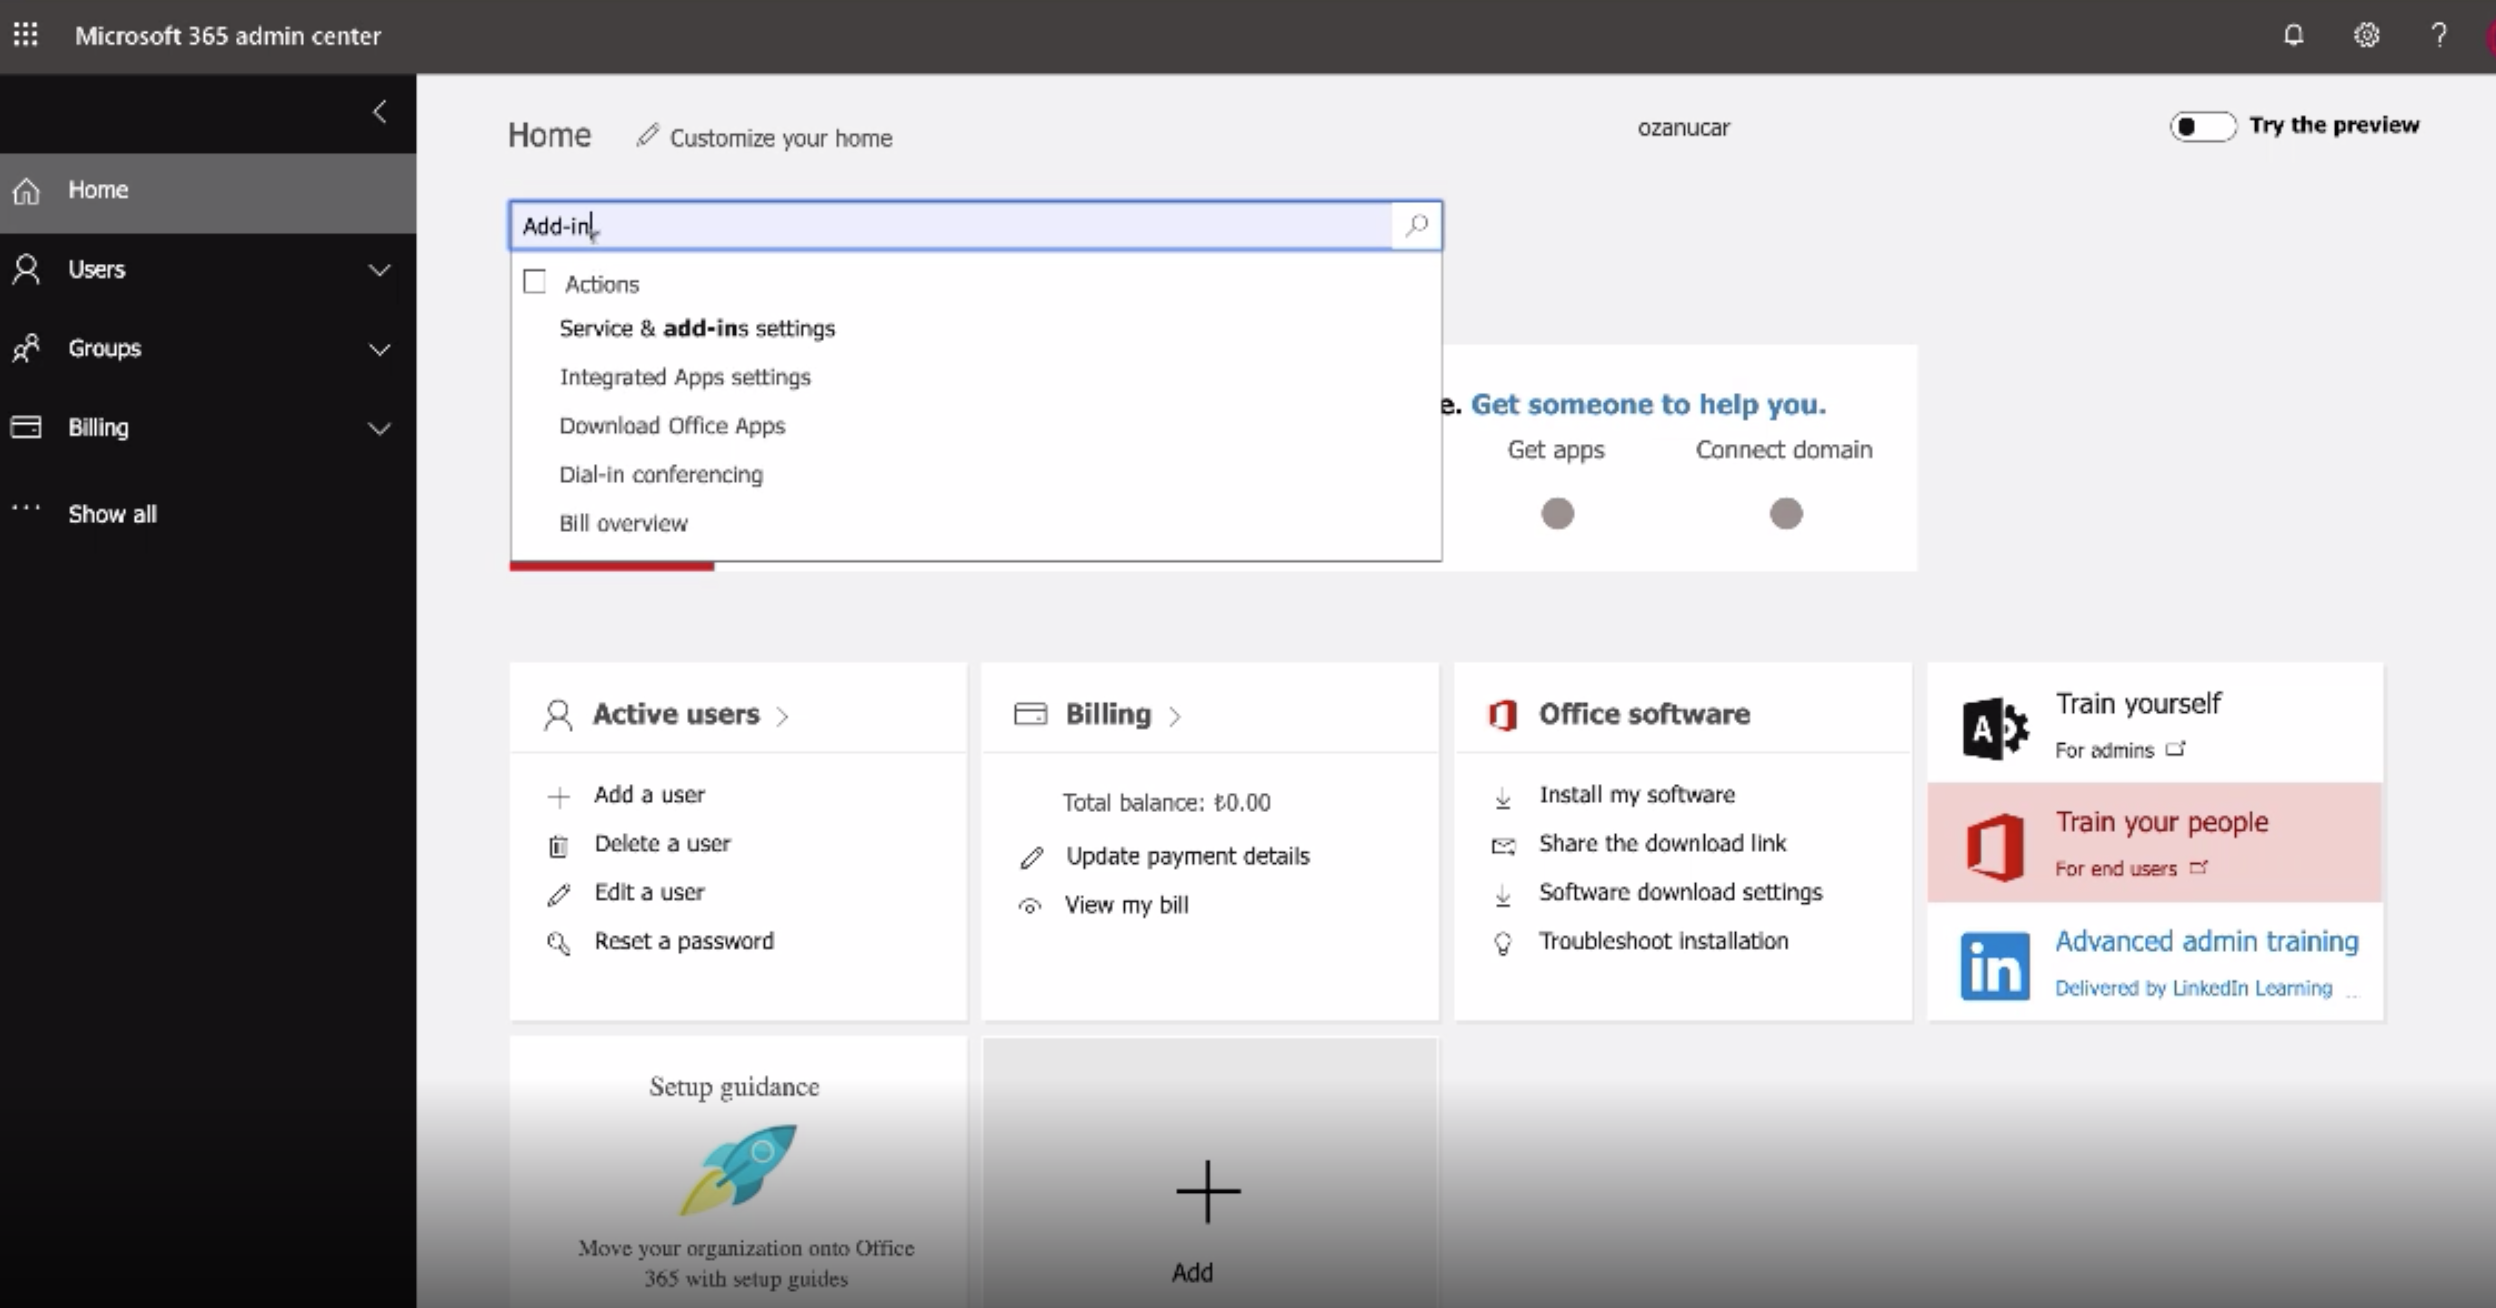 Microsoft 365 admin center
?
Home
Users
Groups
Billing
Show all
Home
Customize your home
ozanucar
Try the preview
Add-in
Actions
Service & add-ins settings
Integrated Apps settings
Download Office Apps
Dial-in conferencing
Bill overview
e. Get someone to help you.
Get apps
Connect domain
Active users
Add a user
Delete a user
Edit a user
Reset a password
Billing
Total balance: ₺0.00
Update payment details
View my bill
Office software
Install my software
Share the download link
Software download settings
Troubleshoot installation
A
Train yourself
For admins
Train your people
For end users
in
Advanced admin training
Delivered by LinkedIn Learning ...
Setup guidance
Move your organization onto Office
365 with setup guides
Add